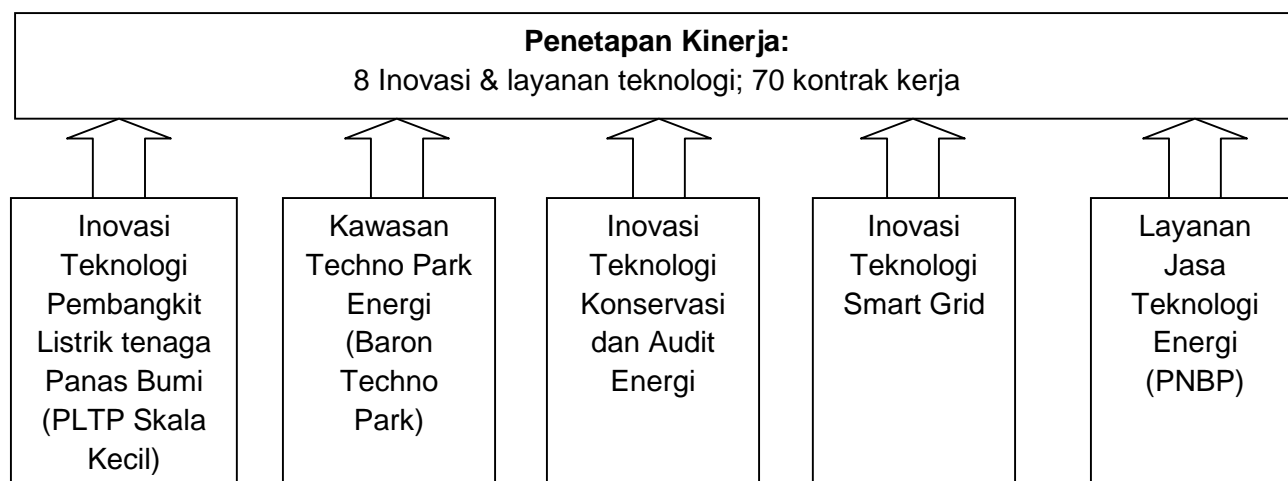 Penetapan Kinerja:
8 Inovasi & layanan teknologi; 70 kontrak kerja
Inovasi
Teknologi
Pembangkit
Listrik tenaga
Panas Bumi
(PLTP Skala
Kecil)
Kawasan
Techno Park
Energi
(Baron
Techno
Park)
Inovasi
Teknologi
Konservasi
dan Audit
Energi
Inovasi
Teknologi
Smart Grid
Layanan
Jasa
Teknologi
Energi
(PNBP)